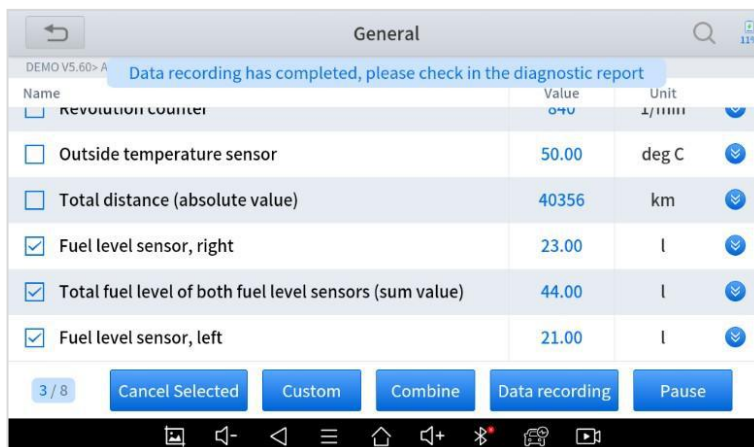 General
11%
DEMO V5.60> A
Data recording has completed, please check in the diagnostic report
Name Value Unit
Revolution counter 840 1/min
Outside temperature sensor 50.00 deg C
Total distance (absolute value) 40356 km
Fuel level sensor, right 23.00 l
Total fuel level of both fuel level sensors (sum value) 44.00 l
Fuel level sensor, left 21.00 l
3 / 8 Cancel Selected Custom Combine Data recording Pause